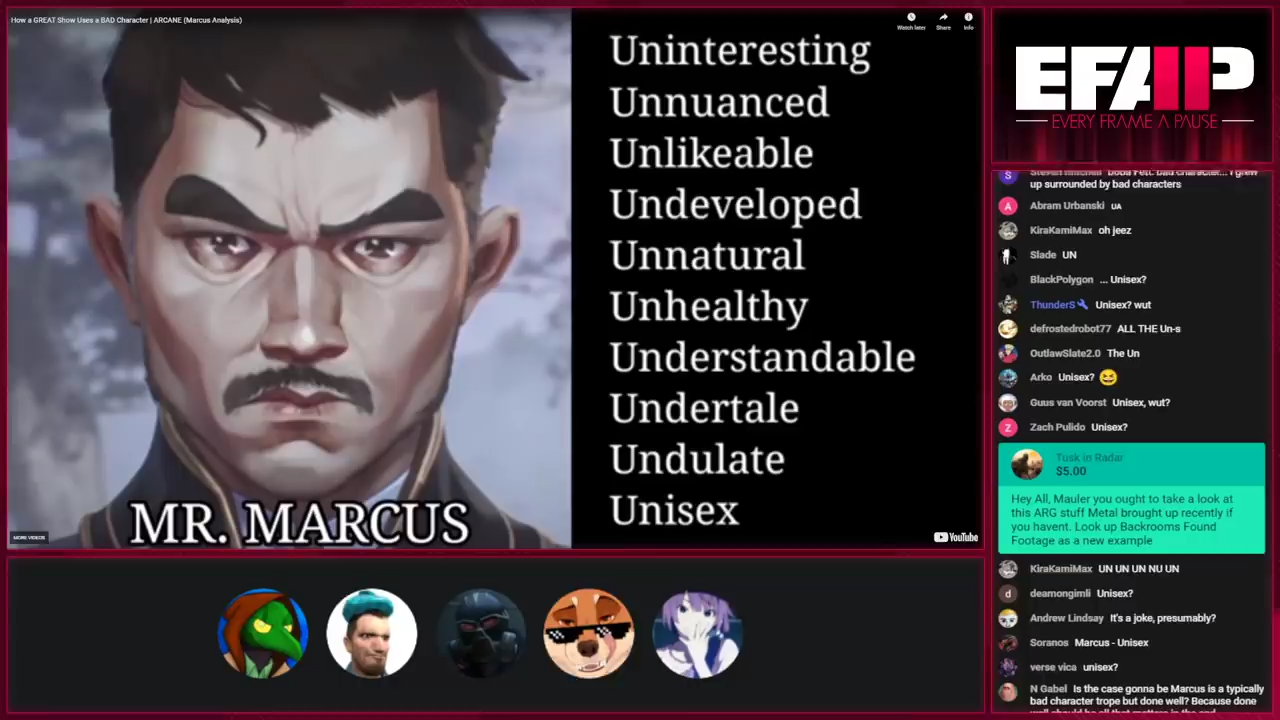 How a GREAT Show Uses a BAD Character | ARCANE (Marcus Analysis)
Watch later
Share
Info
Uninteresting
Unnuanced
Unlikeable
Undeveloped
Unnatural
Unhealthy
Understandable
Undertale
Undulate
Unisex
MR. MARCUS
MORE VIDEOS
YouTube
EFAP
EVERY FRAME A PAUSE
S
up surrounded by bad characters
A Abram Urbanski UA
KiraKamiMax oh jeez
Slade UN
BlackPolygon ... Unisex?
ThunderS Unisex? wut
defrostedrobot77 ALL THE Un-s
OutlawSlate2.0 The Un
Arko Unisex? 😆
Guus van Voorst Unisex, wut?
Z Zach Pulido Unisex?
Tusk in Radar
$5.00
Hey All, Mauler you ought to take a look at
this ARG stuff Metal brought up recently if
you havent. Look up Backrooms Found
Footage as a new example
KiraKamiMax UN UN UN NU UN
d deamongimli Unisex?
Andrew Lindsay It's a joke, presumably?
Soranos Marcus - Unisex
verse vica unisex?
N Gabel Is the case gonna be Marcus is a typically
bad character trope but done well? Because done